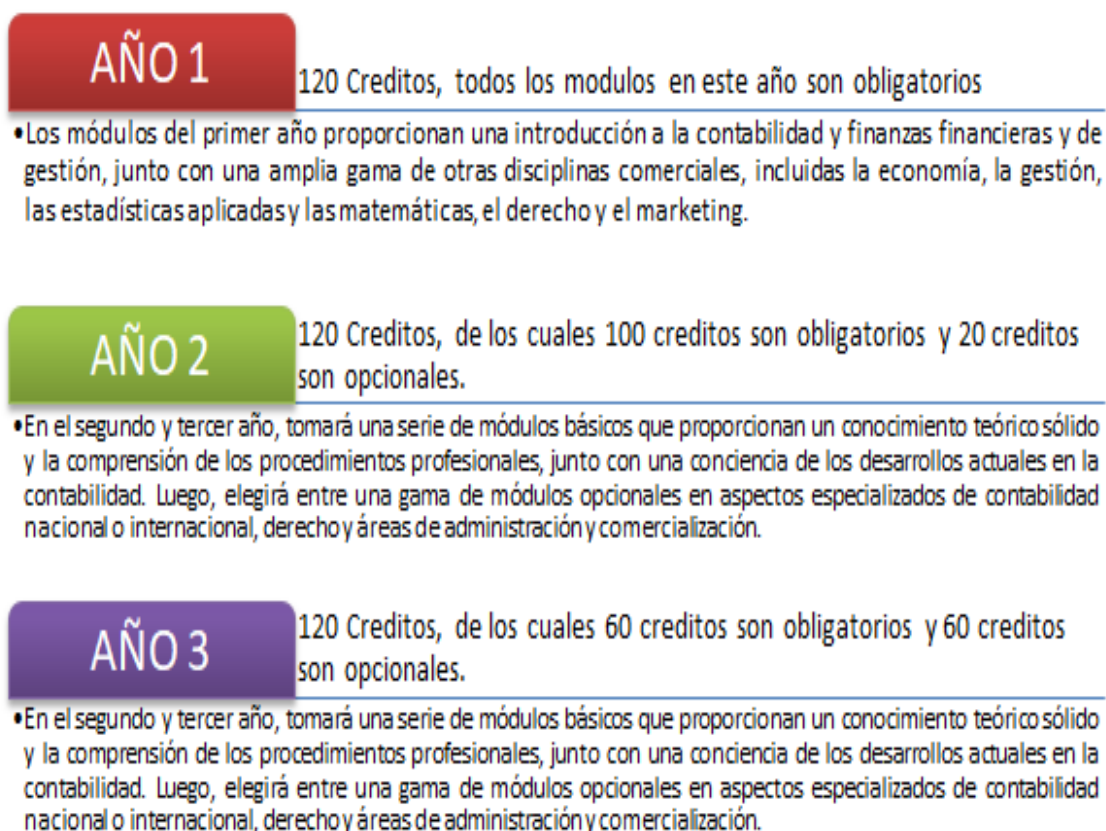 AÑO 1
120 Creditos, todos los modulos en este año son obligatorios
•Los módulos del primer año proporcionan una introducción a la contabilidad y finanzas financieras y de
gestión, junto con una amplia gama de otras disciplinas comerciales, incluidas la economía, la gestión,
las estadísticas aplicadas y las matemáticas, el derecho y el marketing.
AÑO 2
120 Creditos, de los cuales 100 creditos son obligatorios y 20 creditos
son opcionales.
•En el segundo y tercer año, tomará una serie de módulos básicos que proporcionan un conocimiento teórico sólido
y la comprensión de los procedimientos profesionales, junto con una conciencia de los desarrollos actuales en la
contabilidad. Luego, elegirá entre una gama de módulos opcionales en aspectos especializados de contabilidad
nacional o internacional, derecho y áreas de administración y comercialización.
AÑO 3
120 Creditos, de los cuales 60 creditos son obligatorios y 60 creditos
son opcionales.
•En el segundo y tercer año, tomará una serie de módulos básicos que proporcionan un conocimiento teórico sólido
y la comprensión de los procedimientos profesionales, junto con una conciencia de los desarrollos actuales en la
contabilidad. Luego, elegirá entre una gama de módulos opcionales en aspectos especializados de contabilidad
nacional o internacional, derecho y áreas de administración y comercialización.